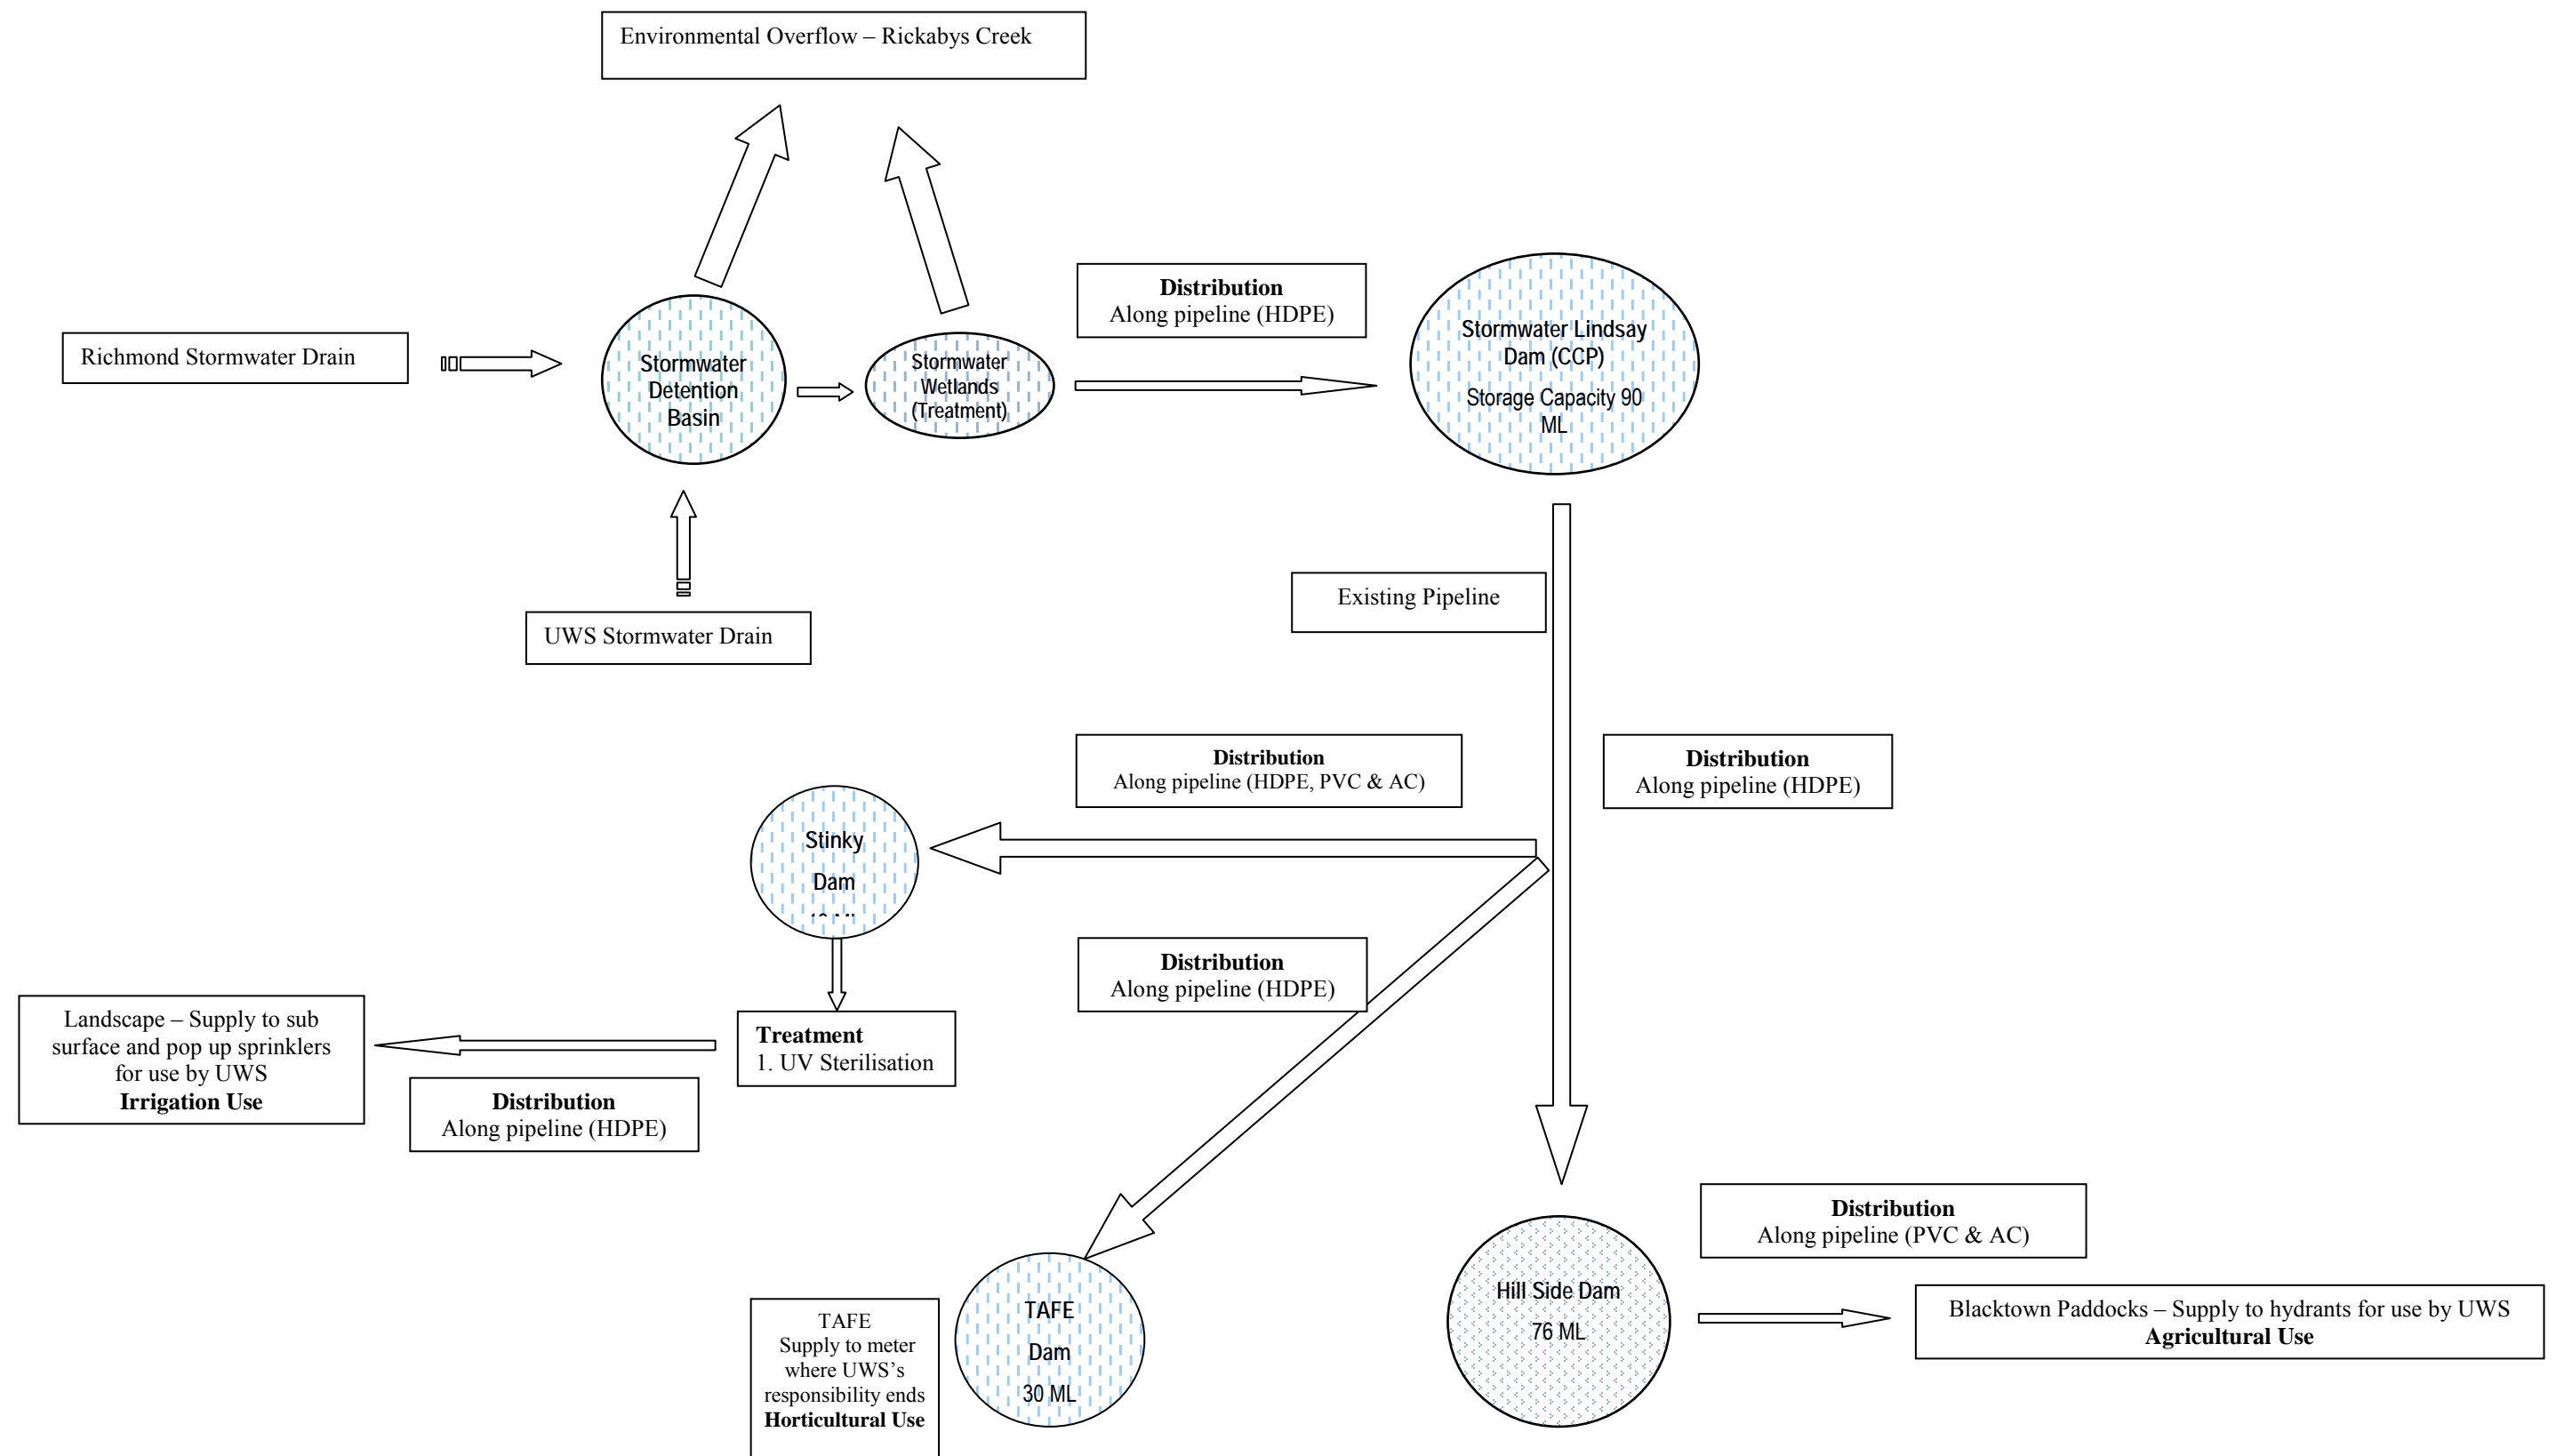 Environmental Overflow – Rickabys Creek
Distribution
Along pipeline (HDPE)
Stormwater Lindsay
Dam (CCP)
Storage Capacity 90
ML
Richmond Stormwater Drain
Stormwater
Detention
Basin
Stormwater
Wetlands
(Treatment)
UWS Stormwater Drain
Existing Pipeline
Distribution
Along pipeline (HDPE, PVC & AC)
Distribution
Along pipeline (HDPE)
Stinky
Dam
Distribution
Along pipeline (HDPE)
Landscape – Supply to sub
surface and pop up sprinklers
for use by UWS
Irrigation Use
Treatment
1. UV Sterilisation
Distribution
Along pipeline (HDPE)
Distribution
Along pipeline (PVC & AC)
TAFE
Supply to meter
where UWS’s
responsibility ends
Horticultural Use
TAFE
Dam
30 ML
Hill Side Dam
76 ML
Blacktown Paddocks – Supply to hydrants for use by UWS
Agricultural Use